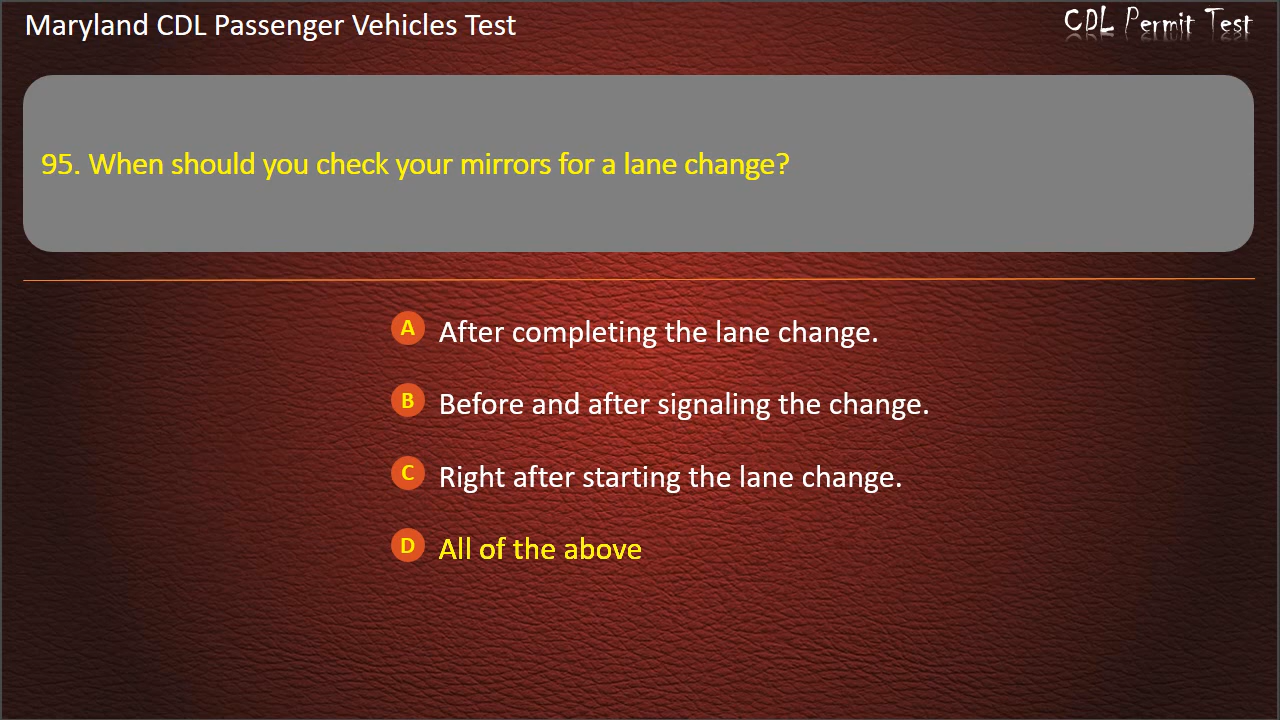 Maryland CDL Passenger Vehicles Test
CDL Permit Test
95. When should you check your mirrors for a lane change?
A After completing the lane change.
B Before and after signaling the change.
C Right after starting the lane change.
D All of the above